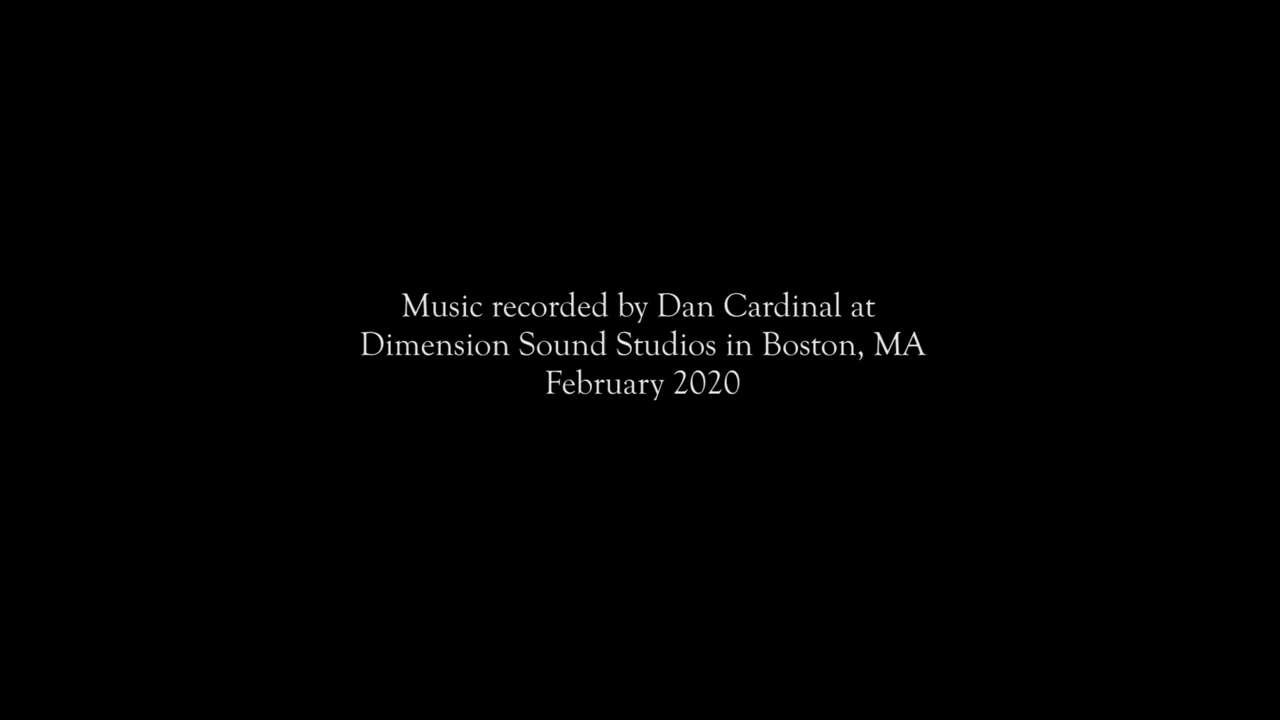 Music recorded by Dan Cardinal at
Dimension Sound Studios in Boston, MA
February 2020